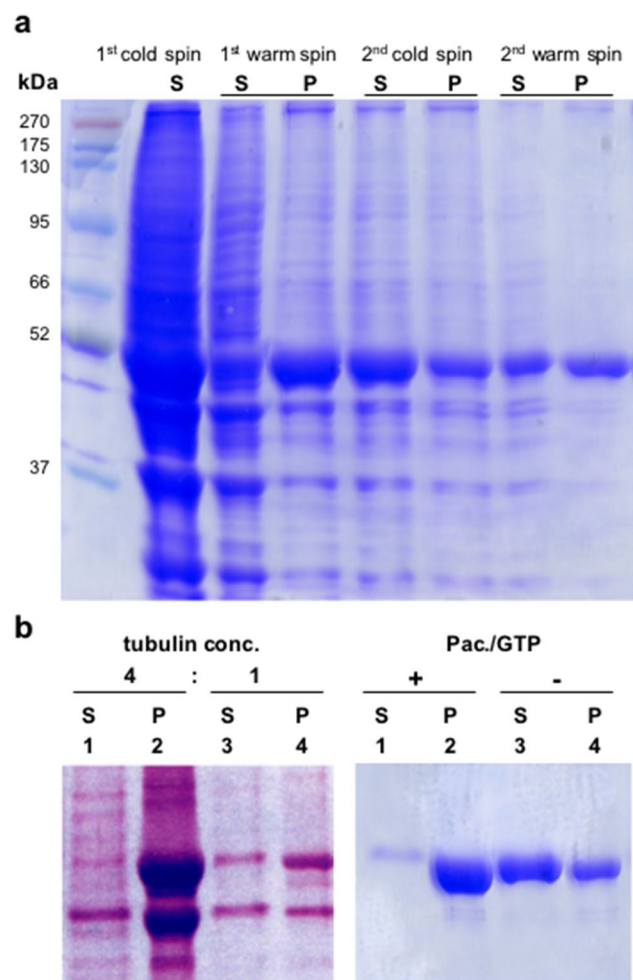 a
1st cold spin 1st warm spin 2nd cold spin 2nd warm spin
kDa S S P S P S P
270
175
130
95
66
52
37
b
tubulin conc. Pac./GTP
4 : 1 + -
S P S P S P S P
1 2 3 4 1 2 3 4